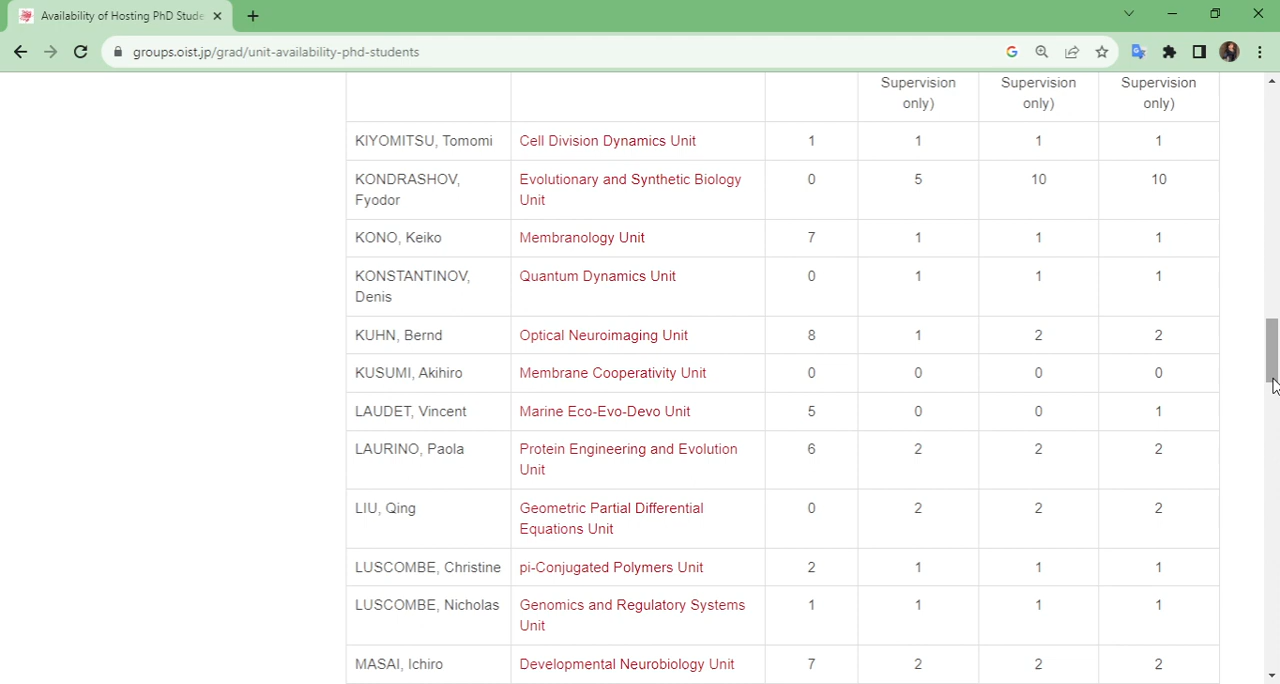 Availability of Hosting PhD Stude
groups.oist.jp/grad/unit-availability-phd-students
Supervision only) Supervision only) Supervision only)
KIYOMITSU, Tomomi Cell Division Dynamics Unit 1 1 1 1
KONDRASHOV, Fyodor Evolutionary and Synthetic Biology Unit 0 5 10 10
KONO, Keiko Membranology Unit 7 1 1 1
KONSTANTINOV, Denis Quantum Dynamics Unit 0 1 1 1
KUHN, Bernd Optical Neuroimaging Unit 8 1 2 2
KUSUMI, Akihiro Membrane Cooperativity Unit 0 0 0 0
LAUDET, Vincent Marine Eco-Evo-Devo Unit 5 0 0 1
LAURINO, Paola Protein Engineering and Evolution Unit 6 2 2 2
LIU, Qing Geometric Partial Differential Equations Unit 0 2 2 2
LUSCOMBE, Christine pi-Conjugated Polymers Unit 2 1 1 1
LUSCOMBE, Nicholas Genomics and Regulatory Systems Unit 1 1 1 1
MASAI, Ichiro Developmental Neurobiology Unit 7 2 2 2